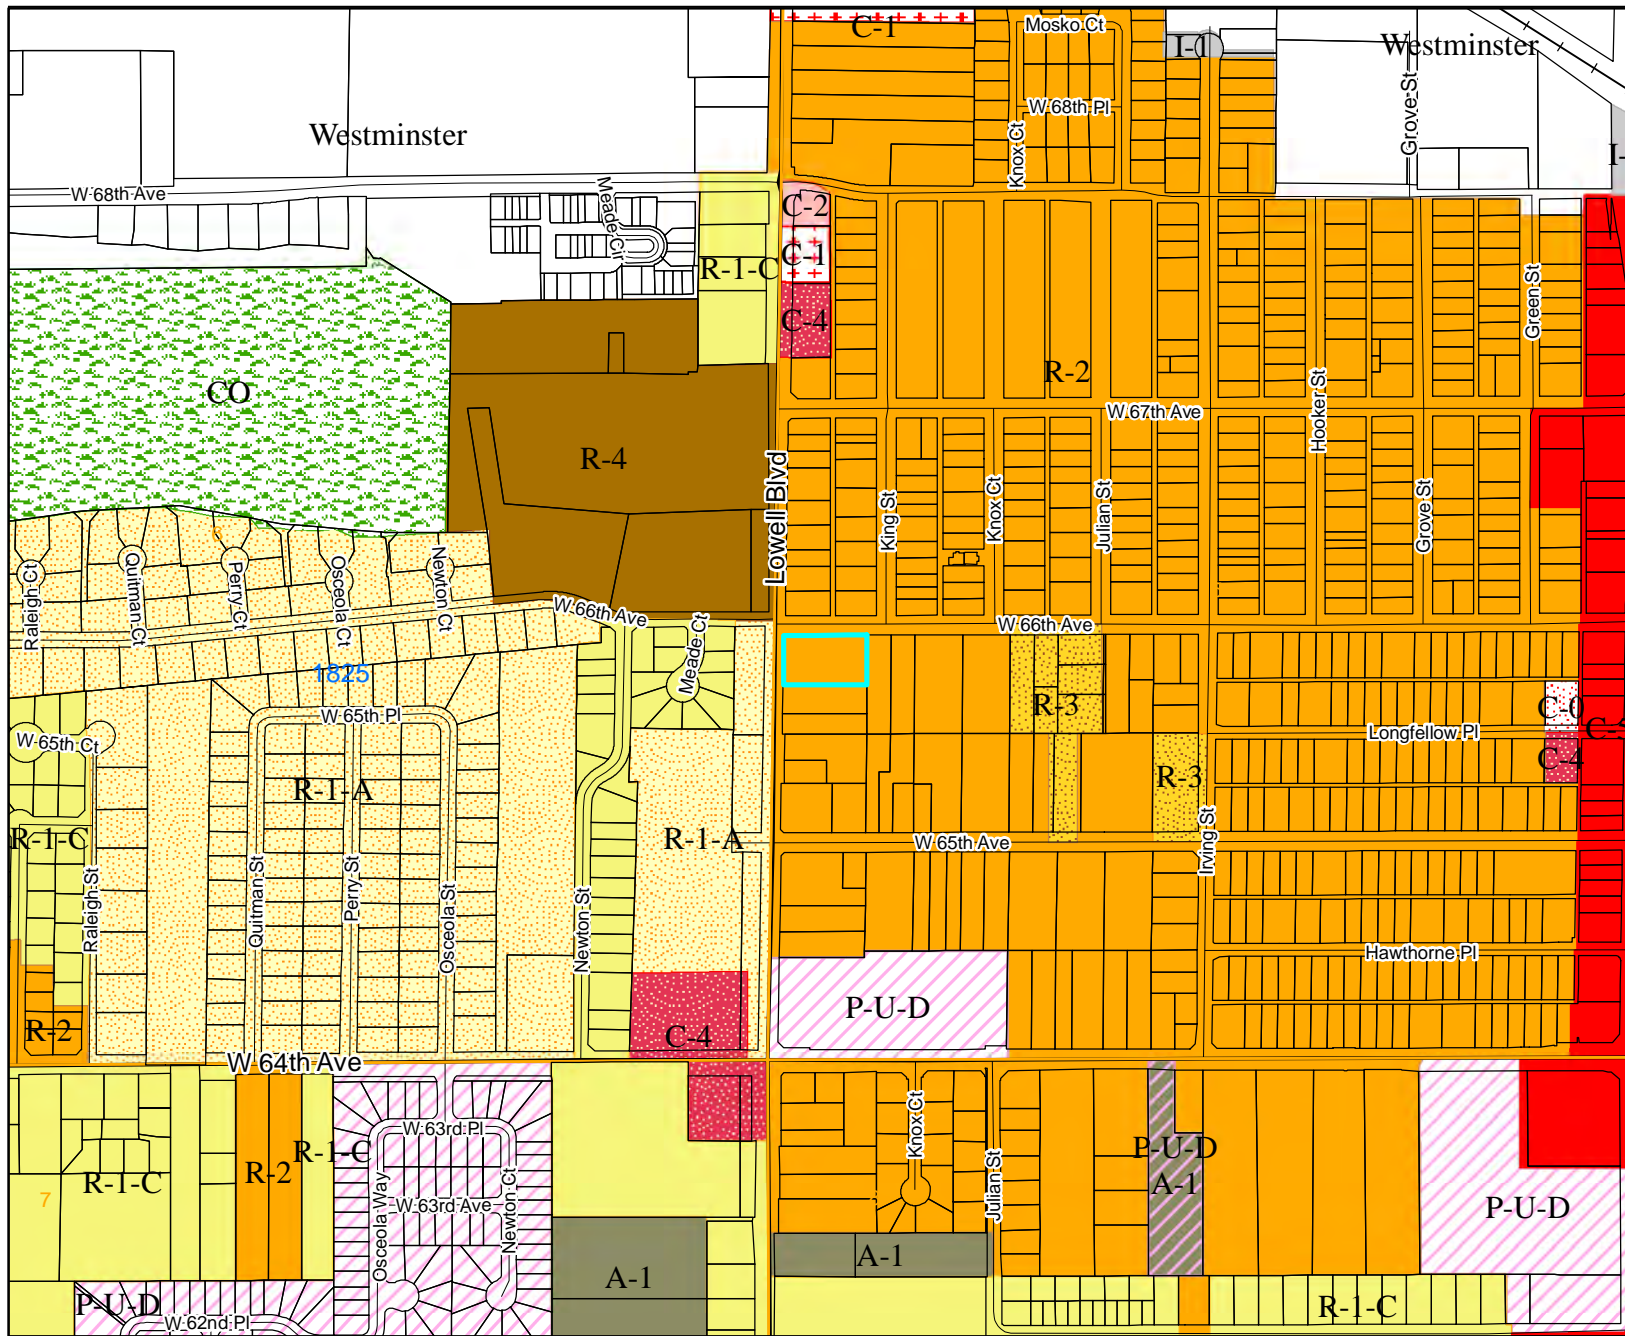 C-1
Mosko Ct
I-1
Westminster
Westminster
W 68th Pl
Grove St
Knox Ct
I-
W 68th Ave
Meade Ct
C-2
C-1
R-1-C
C-4
Green St
CO
R-2
Hooker St
W 67th Ave
R-4
Lowell Blvd
King St
Knox Ct
Julian St
Grove St
6
Raleigh Ct
Quitman Ct
Perry Ct
Osceola Ct
Newton Ct
W 66th Ave
W 66th Ave
Meade Ct
1825
R-3
C-0
C-5
W 65th Pl
W 65th Ct
Longfellow Pl
C-4
R-3
R-1-A
R-1-C
R-1-A
W 65th Ave
Irving St
Raleigh St
Quitman St
Perry St
Osceola St
Newton St
Hawthorne Pl
P-U-D
R-2
C-4
W 64th Ave
Knox Ct
W 63rd Pl
R-1-C
R-2
R-1-C
P-U-D
A-1
Julian St
7
Osceola Way
W 63rd Ave
Newton Ct
P-U-D
A-1
A-1
P-U-D
R-1-C
W 62nd Pl